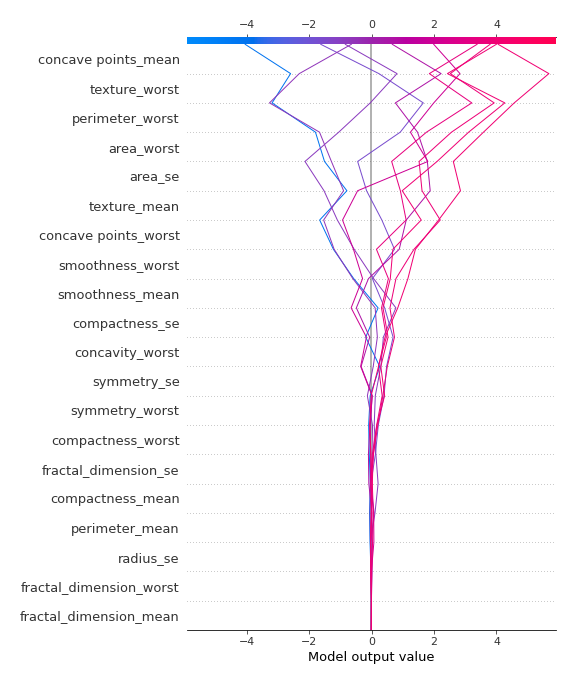 −4 −2 0 2 4
concave points_mean
texture_worst
perimeter_worst
area_worst
area_se
texture_mean
concave points_worst
smoothness_worst
smoothness_mean
compactness_se
concavity_worst
symmetry_se
symmetry_worst
compactness_worst
fractal_dimension_se
compactness_mean
perimeter_mean
radius_se
fractal_dimension_worst
fractal_dimension_mean
−4 −2 0 2 4
Model output value